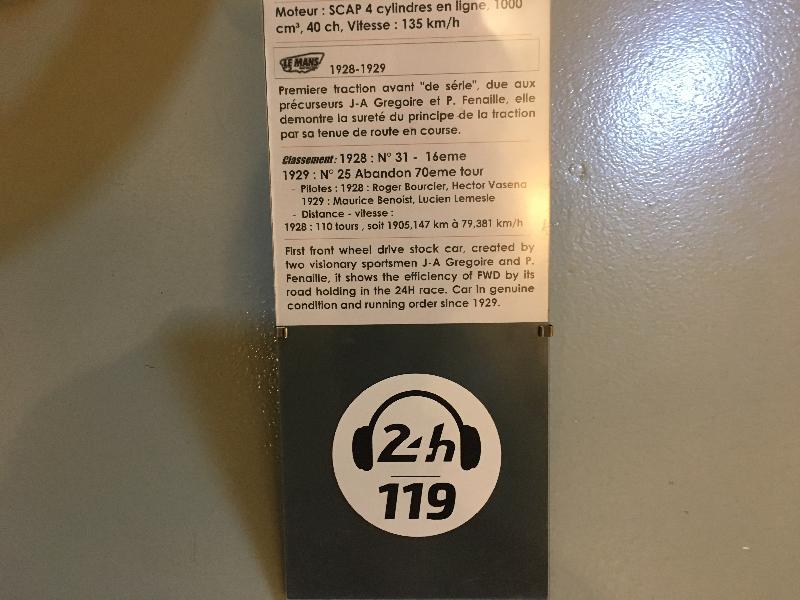 Moteur : SCAP 4 cylindres en ligne, 1000
cm³, 40 ch, Vitesse : 135 km/h
LE MANS
1928-1929
Premiere traction avant "de série", due aux
précurseurs J-A Gregoire et P. Fenaille, elle
demontre la sureté du principe de la traction
par sa tenue de route en course.
Classement : 1928 : N° 31 - 16eme
1929 : N° 25 Abandon 70eme tour
- Pilotes : 1928 : Roger Bourcier, Hector Vasena
1929 : Maurice Benoist, Lucien Lemesle
- Distance - vitesse :
1928 : 110 tours , soit 1905,147 km à 79,381 km/h
First front wheel drive stock car, created by
two visionary sportsmen J-A Gregoire and P.
Fenaille, it shows the efficiency of FWD by its
road holding in the 24H race. Car in genuine
condition and running order since 1929.
24h
119